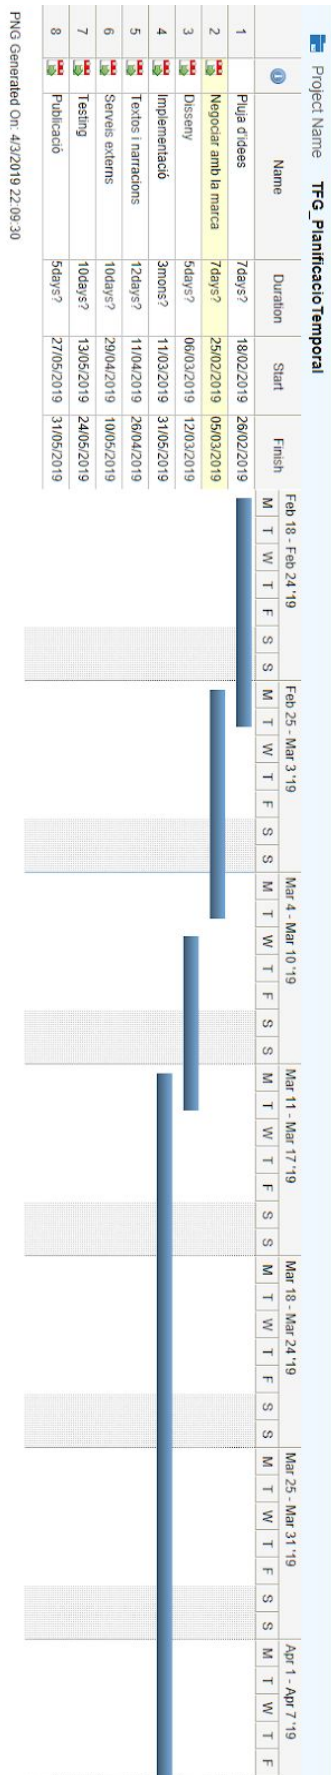 Project Name TFG_PlanificacioTemporal
Name Duration Start Finish Feb 18 - Feb 24 '19 Feb 25 - Mar 3 '19 Mar 4 - Mar 10 '19 Mar 11 - Mar 17 '19 Mar 18 - Mar 24 '19 Mar 25 - Mar 31 '19 Apr 1 - Apr 7 '19
M T W T F S S M T W T F S S M T W T F S S M T W T F S S M T W T F S S M T W T F S S M T W T F
1 Pluja d'idees 7days? 18/02/2019 26/02/2019
2 Negociar amb la marca 7days? 25/02/2019 05/03/2019
3 Disseny 5days? 06/03/2019 12/03/2019
4 Implementació 3mons? 11/03/2019 31/05/2019
5 Textos i narracions 12days? 11/04/2019 26/04/2019
6 Serveis externs 10days? 29/04/2019 10/05/2019
7 Testing 10days? 13/05/2019 24/05/2019
8 Publicació 5days? 27/05/2019 31/05/2019
PNG Generated On: 4/3/2019 22:09:30